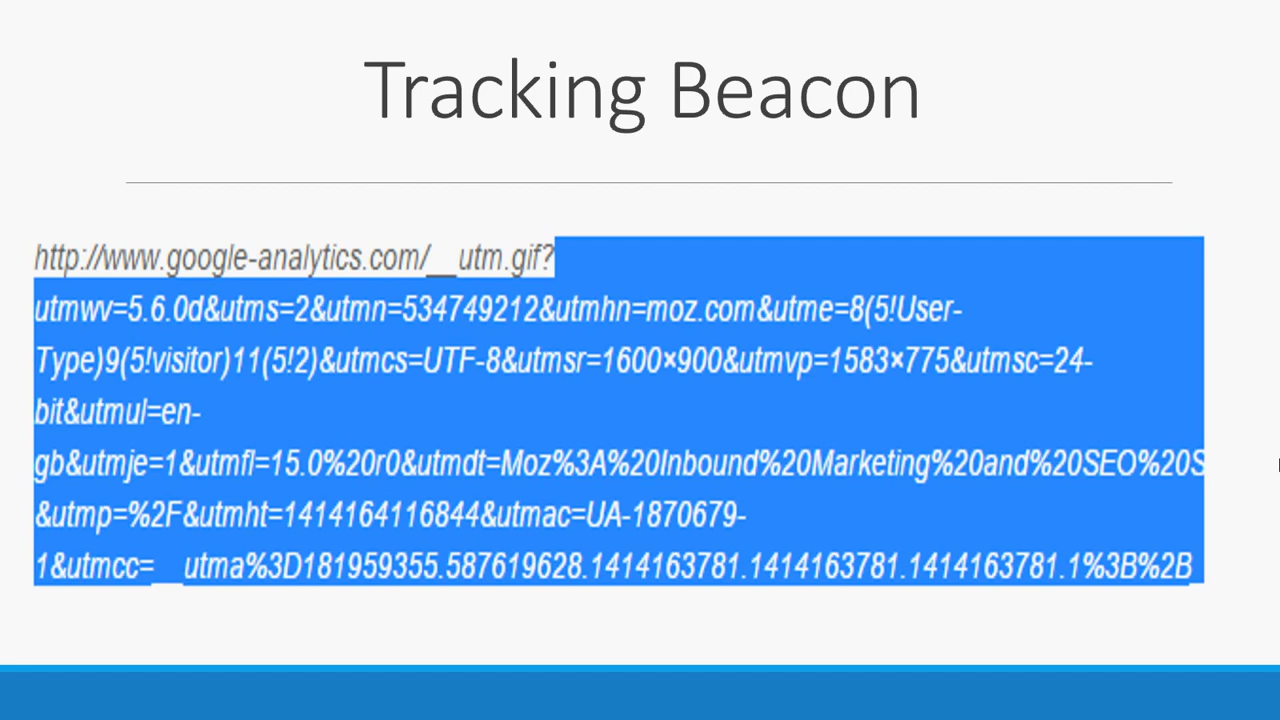 Tracking Beacon
http://www.google-analytics.com/__utm.gif?
utmwv=5.6.0d&utms=2&utmn=534749212&utmhn=moz.com&utme=8(5!User-
Type)9(5!visitor)11(5!2)&utmcs=UTF-8&utmsr=1600×900&utmvp=1583×775&utmsc=24-
bit&utmul=en-
gb&utmje=1&utmfl=15.0%20r0&utmdt=Moz%3A%20Inbound%20Marketing%20and%20SEO%20S
&utmp=%2F&utmht=1414164116844&utmac=UA-1870679-
1&utmcc=__utma%3D181959355.587619628.1414163781.1414163781.1414163781.1%3B%2B